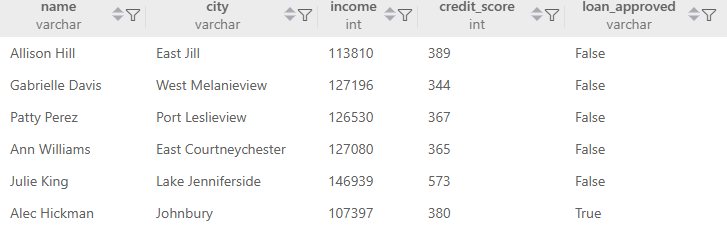 name city income credit_score loan_approved
varchar varchar int int varchar
Allison Hill East Jill 113810 389 False
Gabrielle Davis West Melanieview 127196 344 False
Patty Perez Port Leslieview 126530 367 False
Ann Williams East Courtneychester 127080 365 False
Julie King Lake Jenniferside 146939 573 False
Alec Hickman Johnbury 107397 380 True